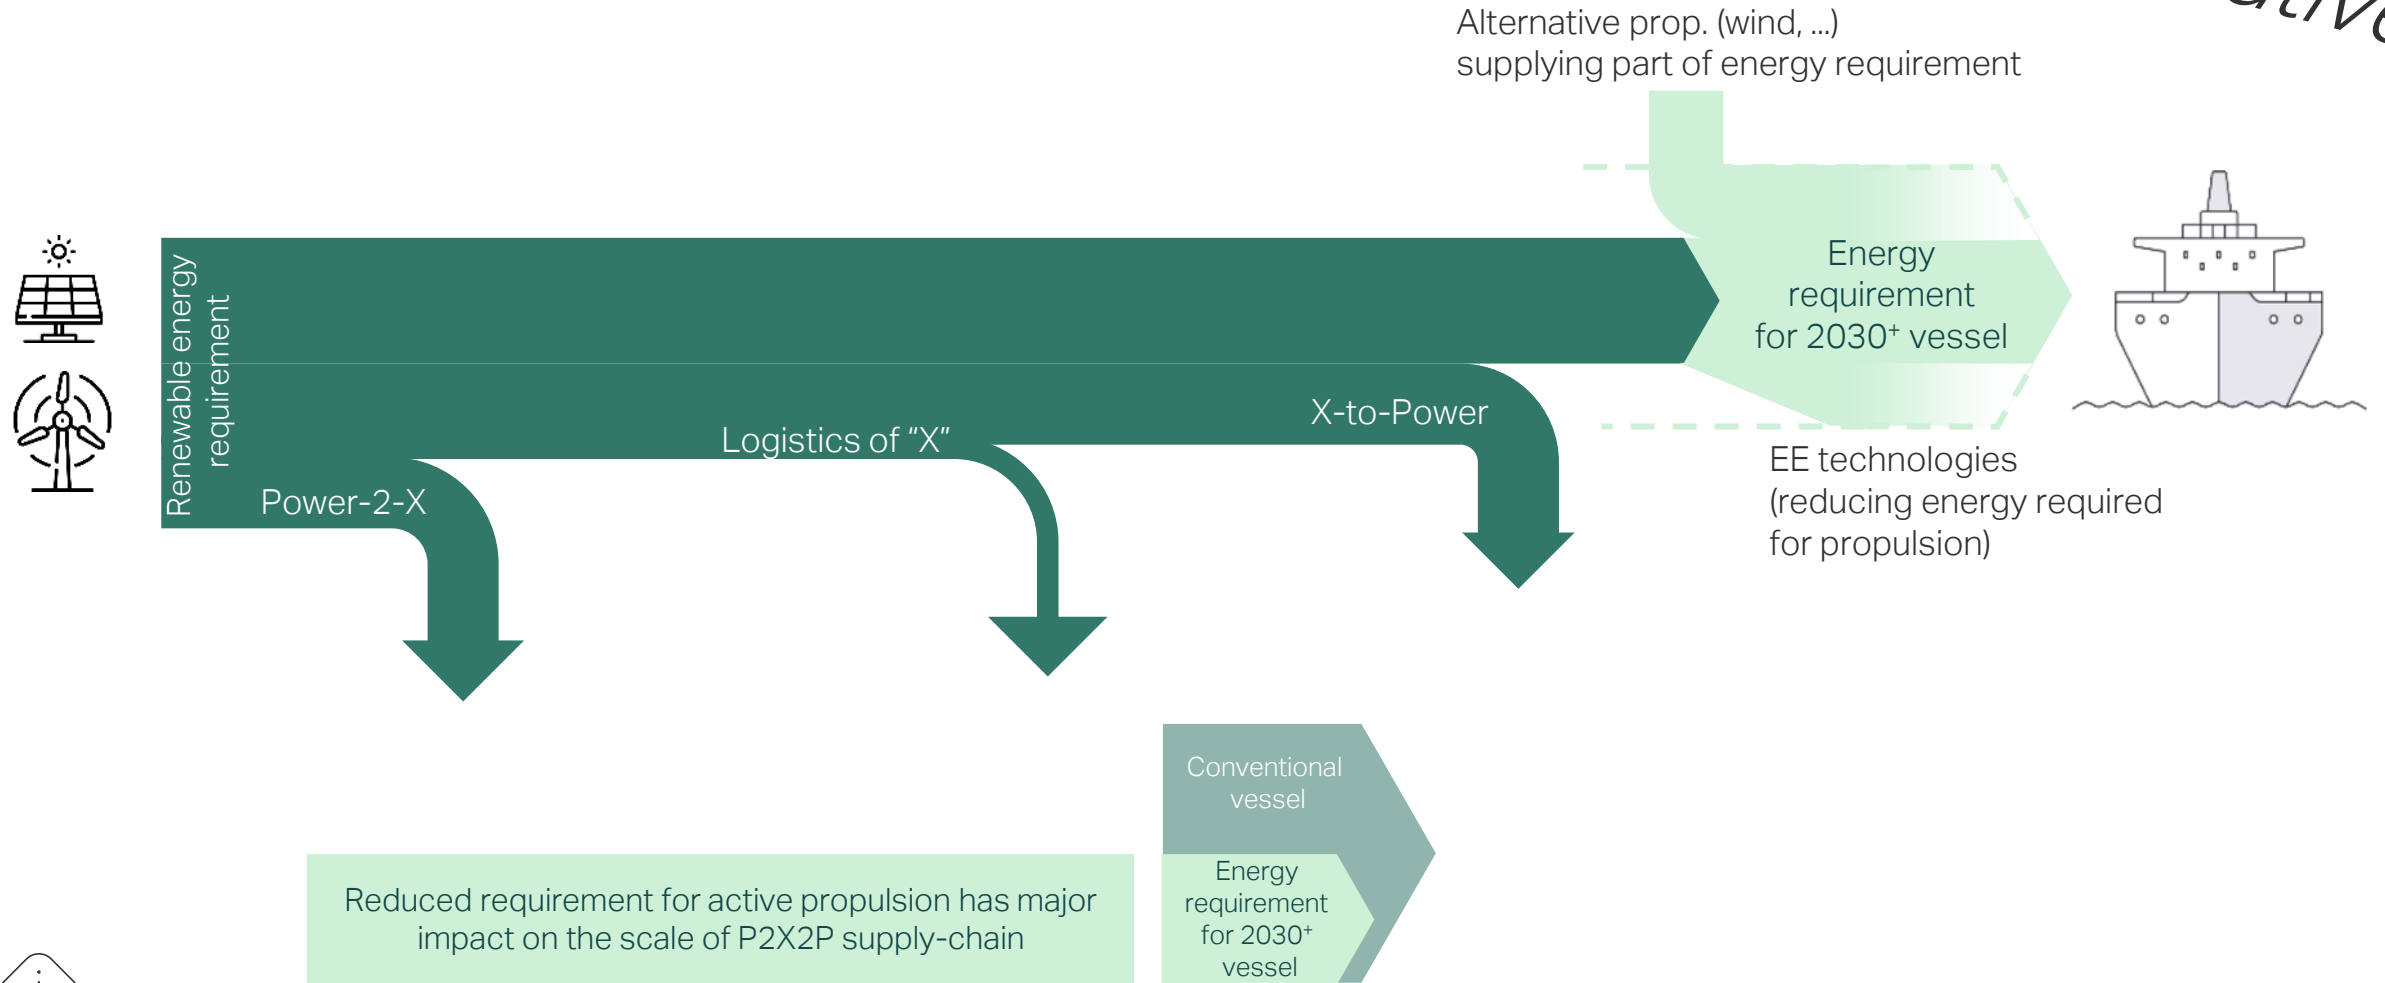 Alternative prop. (wind, ...)
supplying part of energy requirement
Renewable energy
requirement
Energy
requirement
for 2030⁺ vessel
X-to-Power
Logistics of “X”
Power-2-X
EE technologies
(reducing energy required
for propulsion)
Conventional
vessel
Reduced requirement for active propulsion has major
impact on the scale of P2X2P supply-chain
Energy
requirement
for 2030⁺
vessel